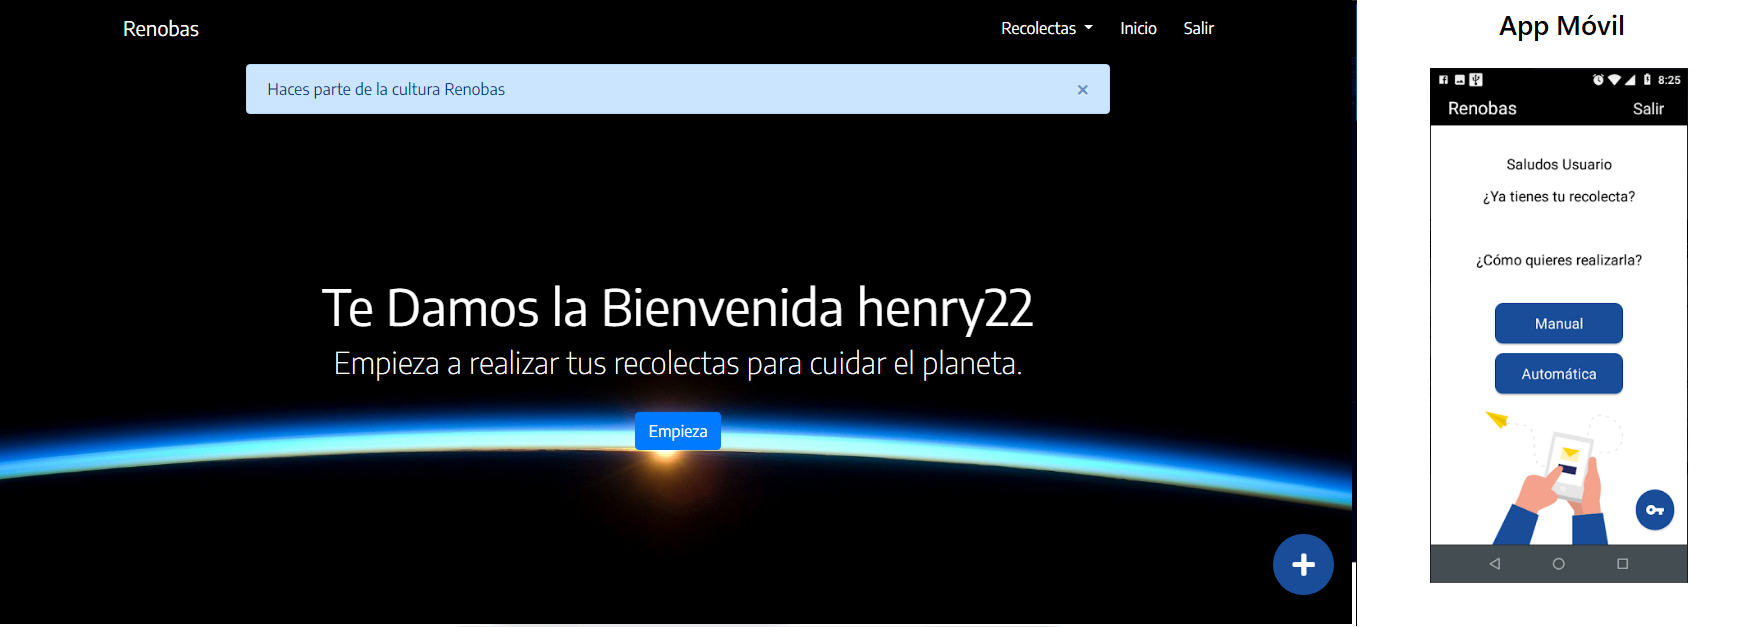 Renobas
Recolectas Inicio Salir
Haces parte de la cultura Renobas ×
Te Damos la Bienvenida henry22
Empieza a realizar tus recolectas para cuidar el planeta.
Empieza
App Móvil
8:25
Renobas Salir
Saludos Usuario
¿Ya tienes tu recolecta?
¿Cómo quieres realizarla?
Manual
Automática